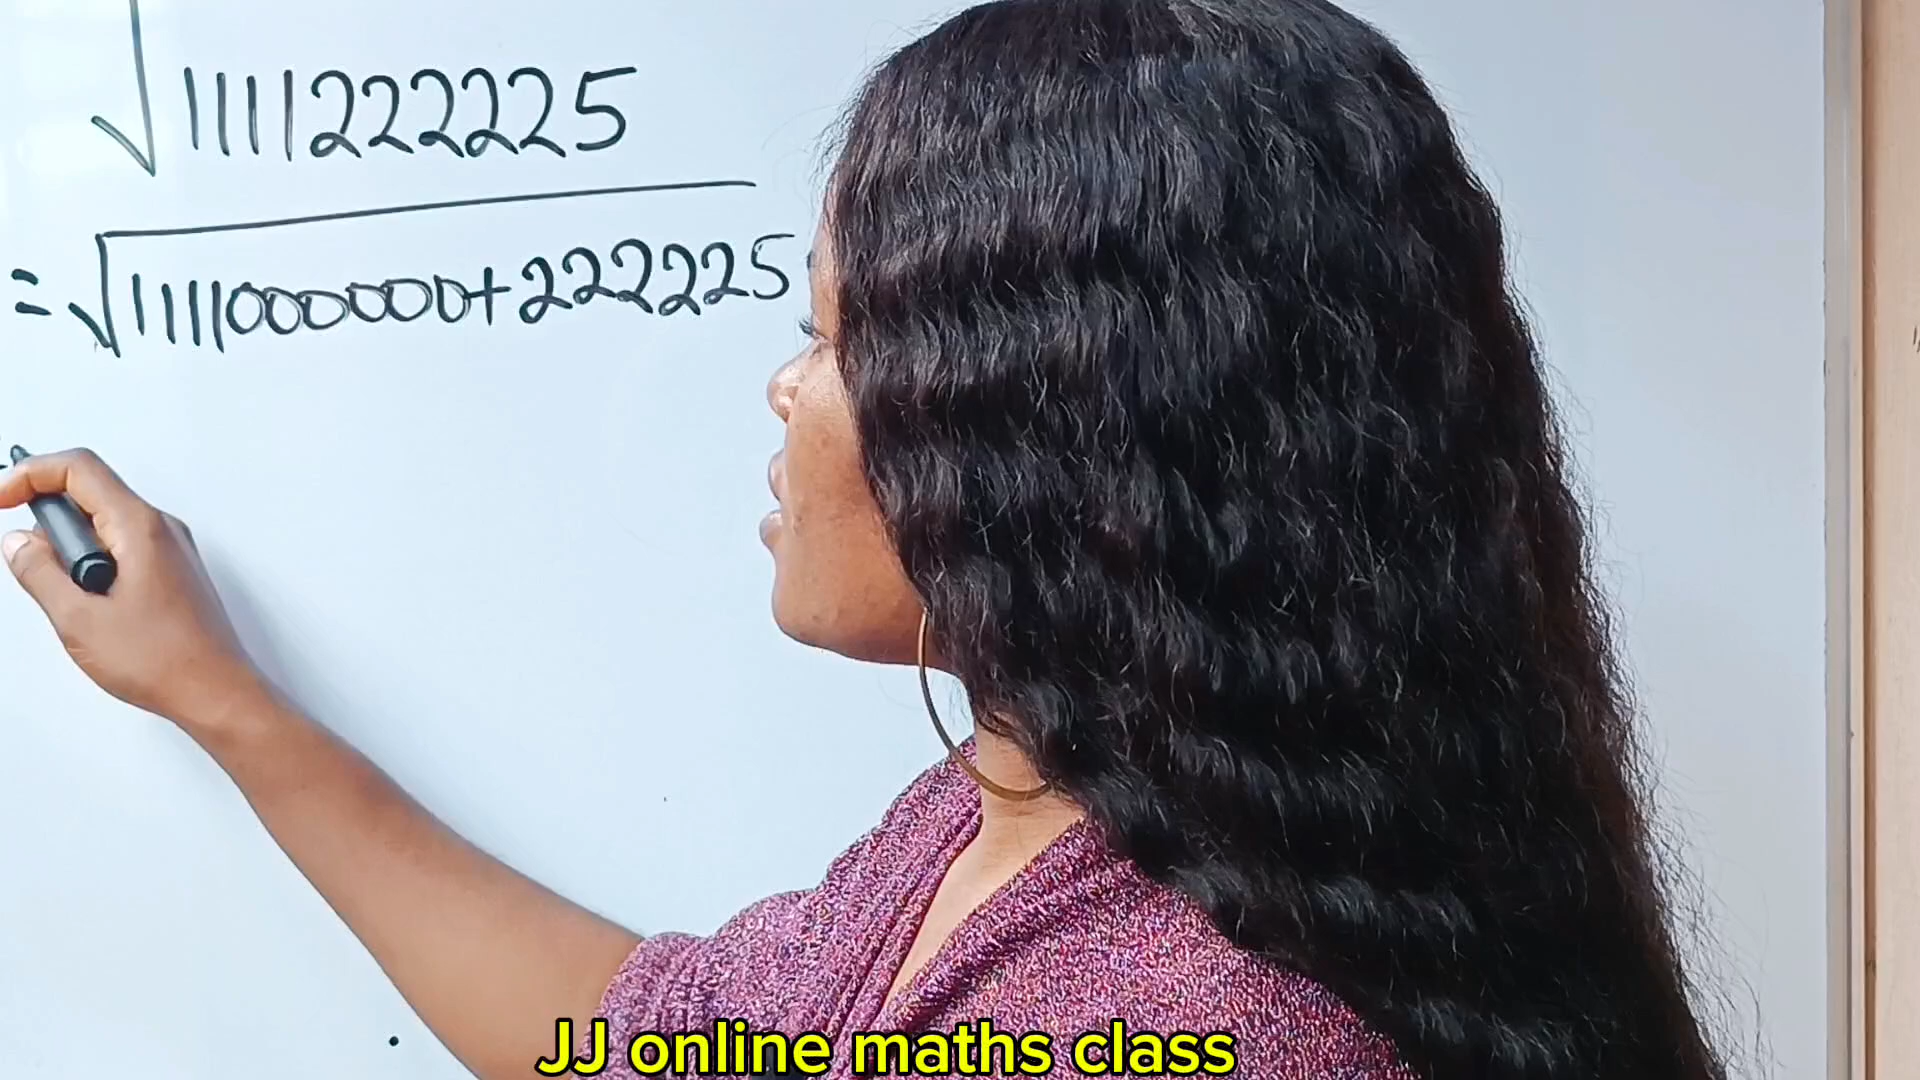 √1111222225
= √1111000000+222225
JJ online maths class